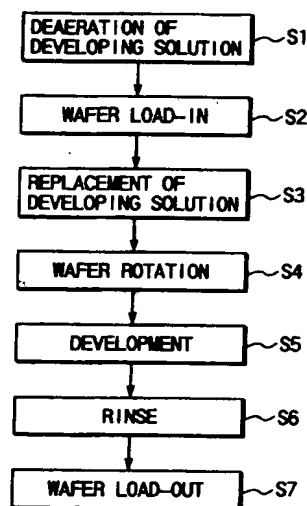 DEAERATION OF
DEVELOPING SOLUTION
S1
WAFER LOAD-IN
S2
REPLACEMENT OF
DEVELOPING SOLUTION
S3
WAFER ROTATION
S4
DEVELOPMENT
S5
RINSE
S6
WAFER LOAD-OUT
S7